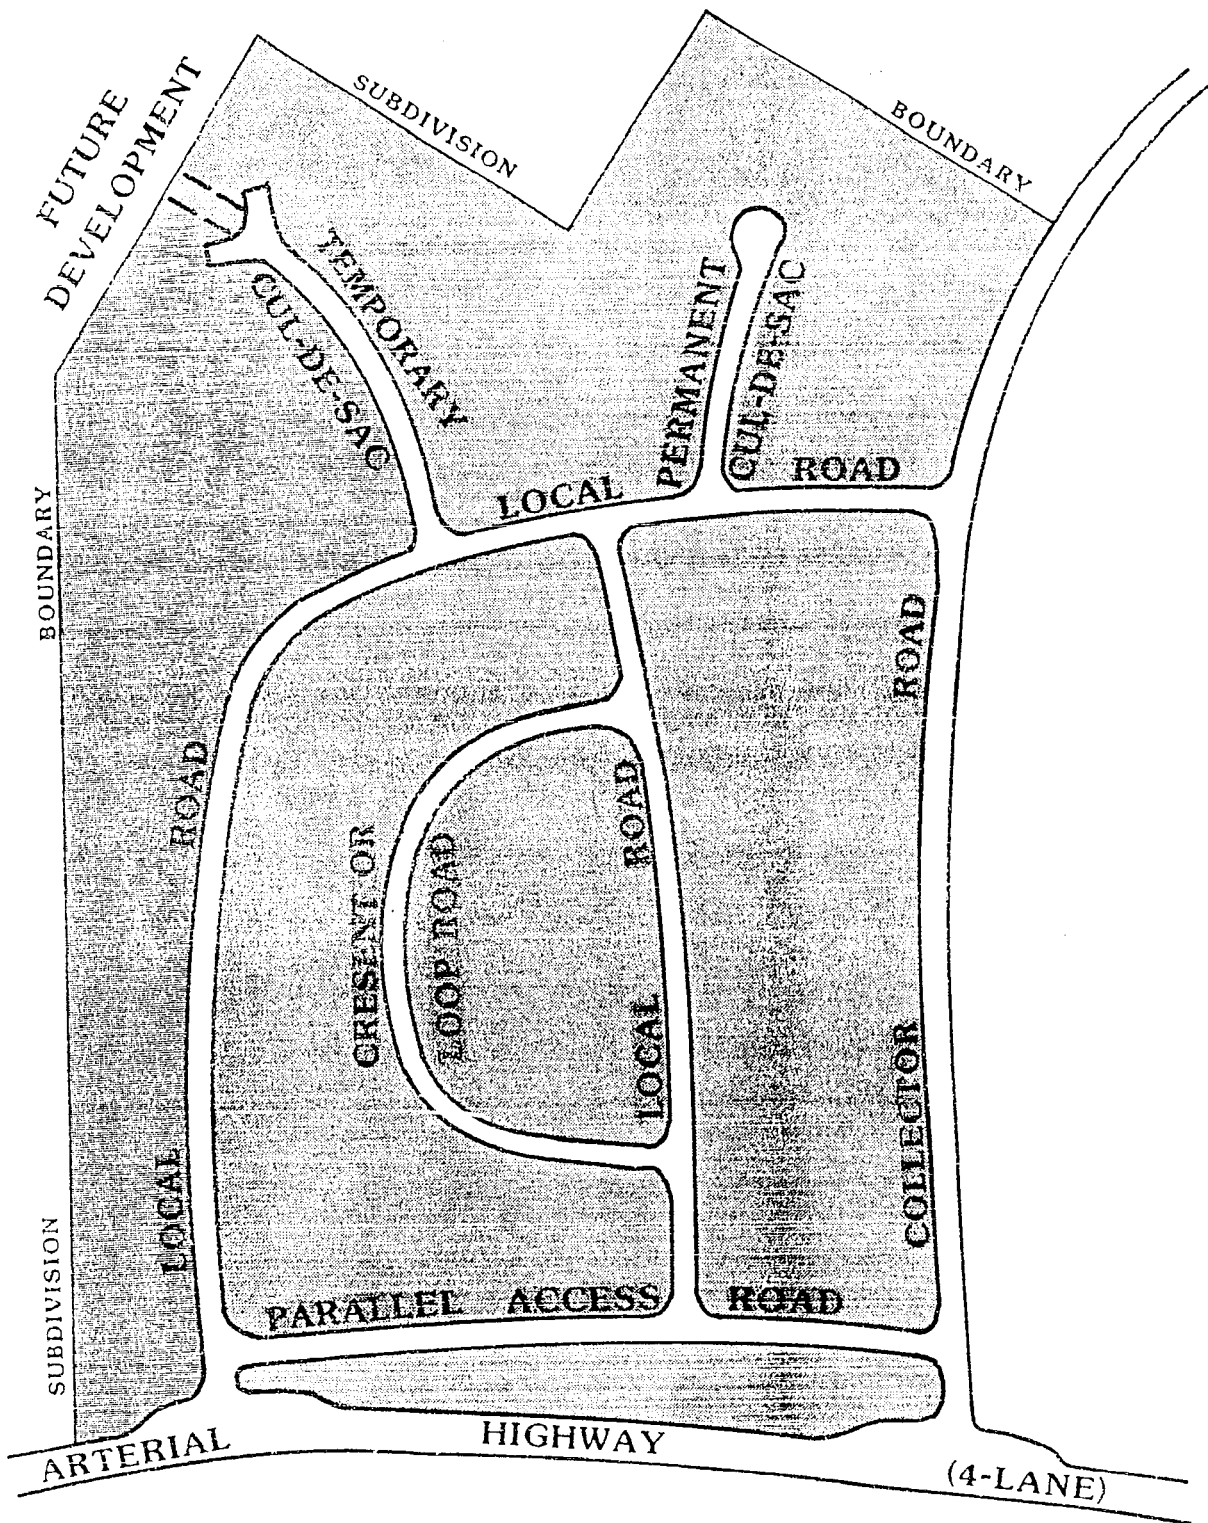 FUTURE
DEVELOPMENT
SUBDIVISION
BOUNDARY
TEMPORARY
CUL-DE-SAC
PERMANENT
CUL-DE-SAC
LOCAL ROAD
BOUNDARY
SUBDIVISION
LOCAL ROAD
CRESENT OR
LOOP ROAD
LOCAL ROAD
COLLECTOR ROAD
PARALLEL ACCESS ROAD
ARTERIAL HIGHWAY (4-LANE)